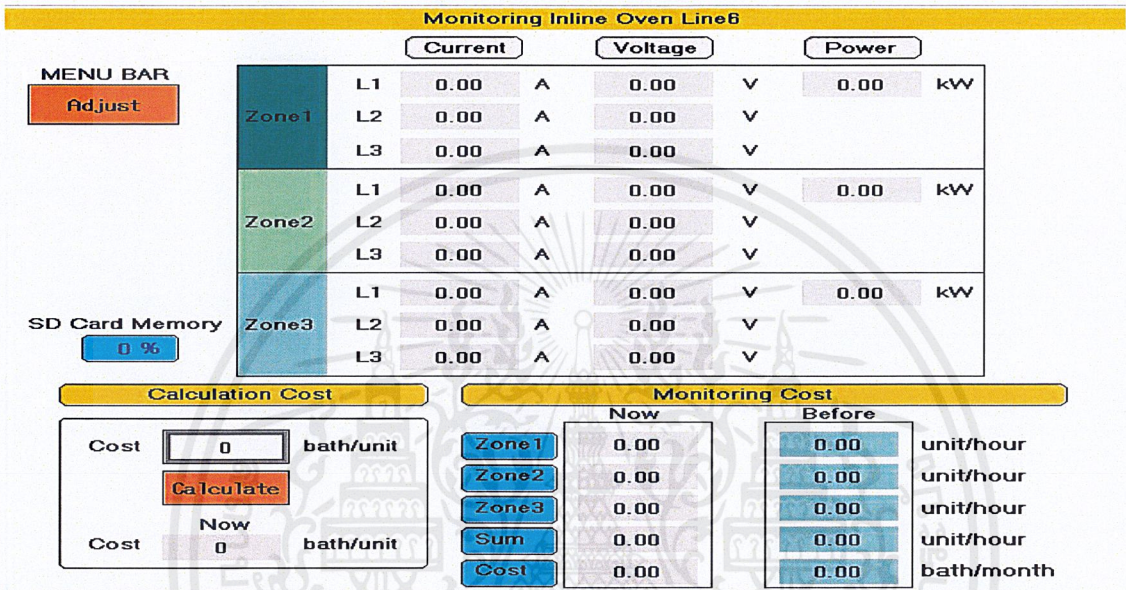 Monitoring Inline Oven Line6
Current Voltage Power
MENU BAR
Adjust
Zone1
L1 0.00 A 0.00 V 0.00 kW
L2 0.00 A 0.00 V
L3 0.00 A 0.00 V
Zone2
L1 0.00 A 0.00 V 0.00 kW
L2 0.00 A 0.00 V
L3 0.00 A 0.00 V
Zone3
L1 0.00 A 0.00 V 0.00 kW
L2 0.00 A 0.00 V
L3 0.00 A 0.00 V
SD Card Memory
0 %
Calculation Cost
Cost 0 bath/unit
Calculate
Now
Cost 0 bath/unit
Monitoring Cost
Now Before
Zone1 0.00 0.00 unit/hour
Zone2 0.00 0.00 unit/hour
Zone3 0.00 0.00 unit/hour
Sum 0.00 0.00 unit/hour
Cost 0.00 0.00 bath/month